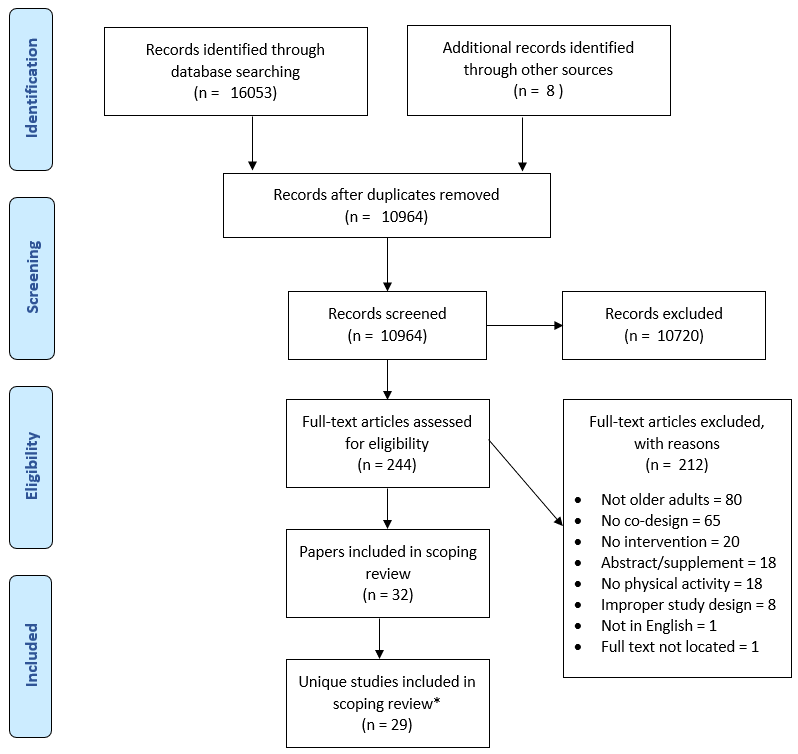 Identification
Records identified through
database searching
(n = 16053)
Additional records identified
through other sources
(n = 8 )
Records after duplicates removed
(n = 10964)
Screening
Records screened
(n = 10964)
Records excluded
(n = 10720)
Eligibility
Full-text articles assessed
for eligibility
(n = 244)
Full-text articles excluded,
with reasons
(n = 212)
• Not older adults = 80
• No co-design = 65
• No intervention = 20
• Abstract/supplement = 18
• No physical activity = 18
• Improper study design = 8
• Not in English = 1
• Full text not located = 1
Papers included in scoping
review
(n = 32)
Included
Unique studies included in
scoping review*
(n = 29)